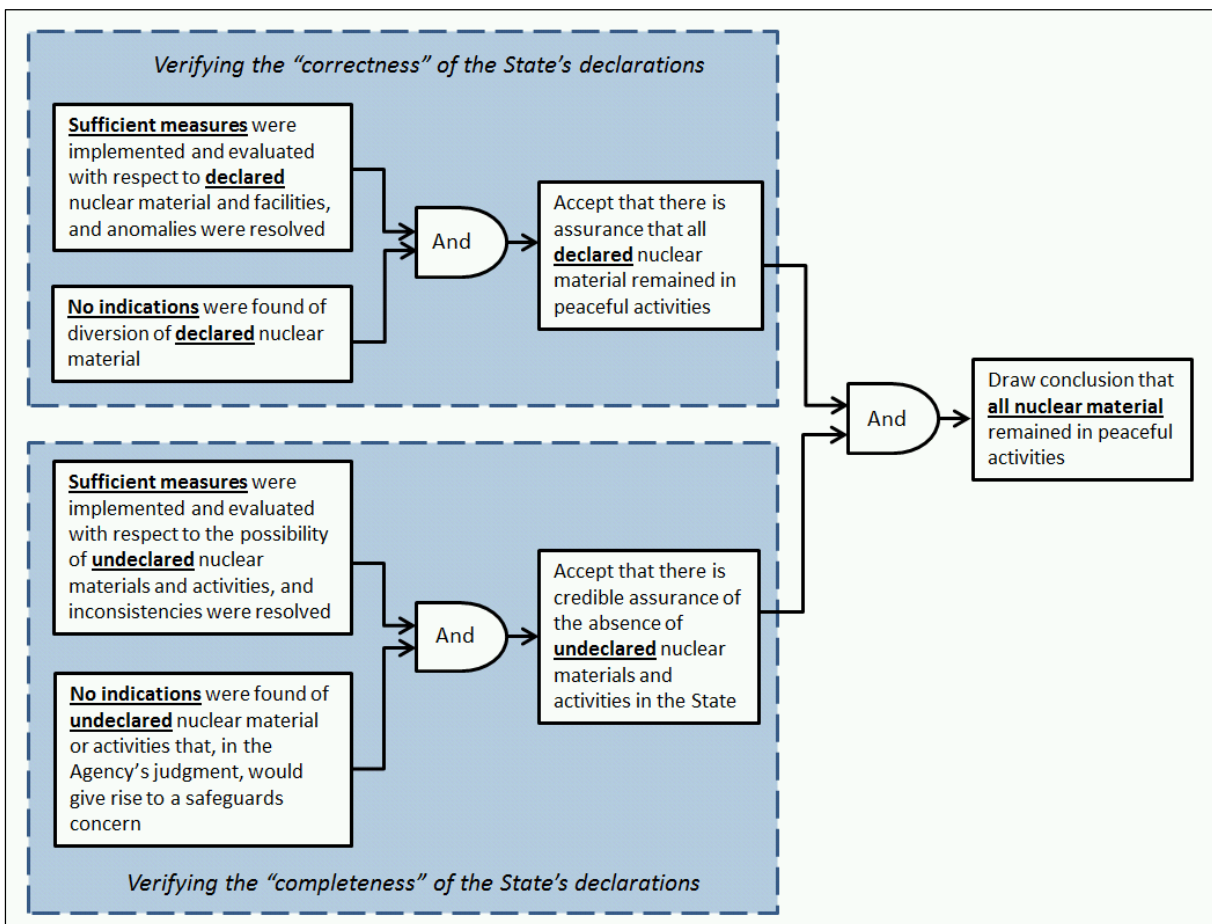 Verifying the “correctness” of the State’s declarations
Sufficient measures were
implemented and evaluated
with respect to declared
nuclear material and facilities,
and anomalies were resolved
No indications were found of
diversion of declared nuclear
material
And
Accept that there is
assurance that all
declared nuclear
material remained in
peaceful activities
And
Draw conclusion that
all nuclear material
remained in peaceful
activities
Sufficient measures were
implemented and evaluated
with respect to the possibility
of undeclared nuclear
materials and activities, and
inconsistencies were resolved
No indications were found of
undeclared nuclear material
or activities that, in the
Agency’s judgment, would
give rise to a safeguards
concern
And
Accept that there is
credible assurance of
the absence of
undeclared nuclear
materials and
activities in the State
Verifying the “completeness” of the State’s declarations